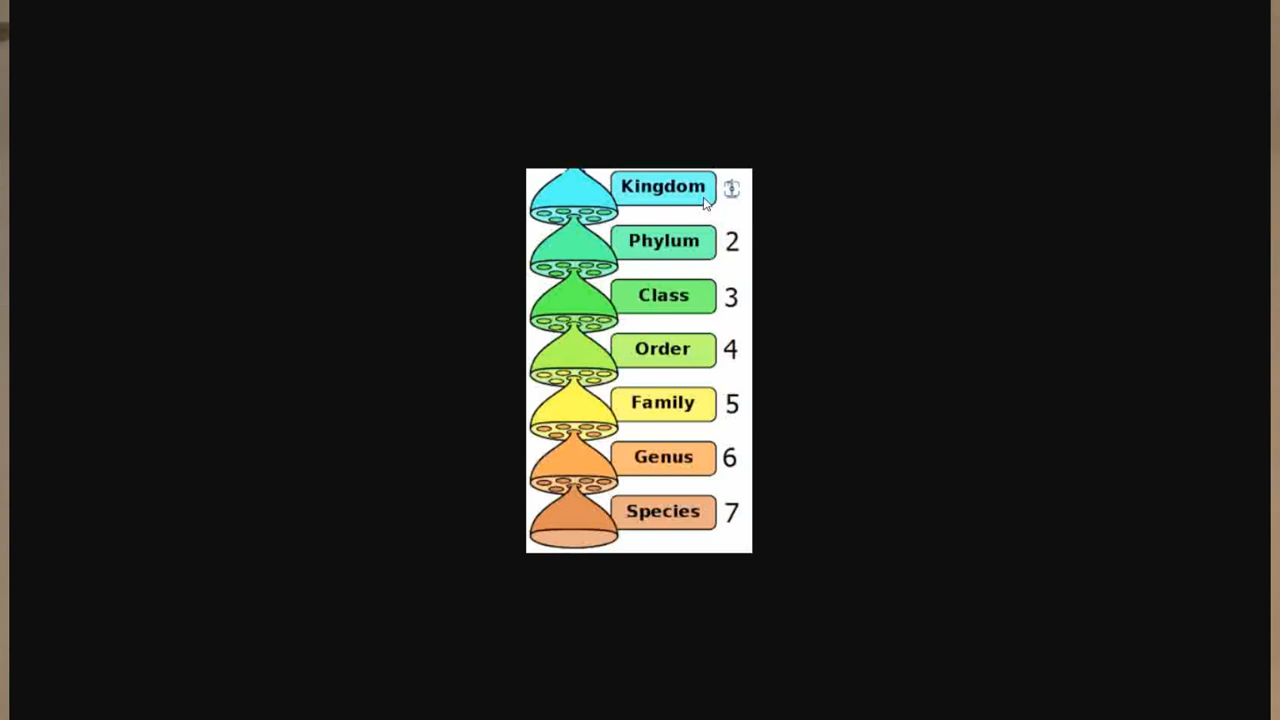 Kingdom
Phylum 2
Class 3
Order 4
Family 5
Genus 6
Species 7